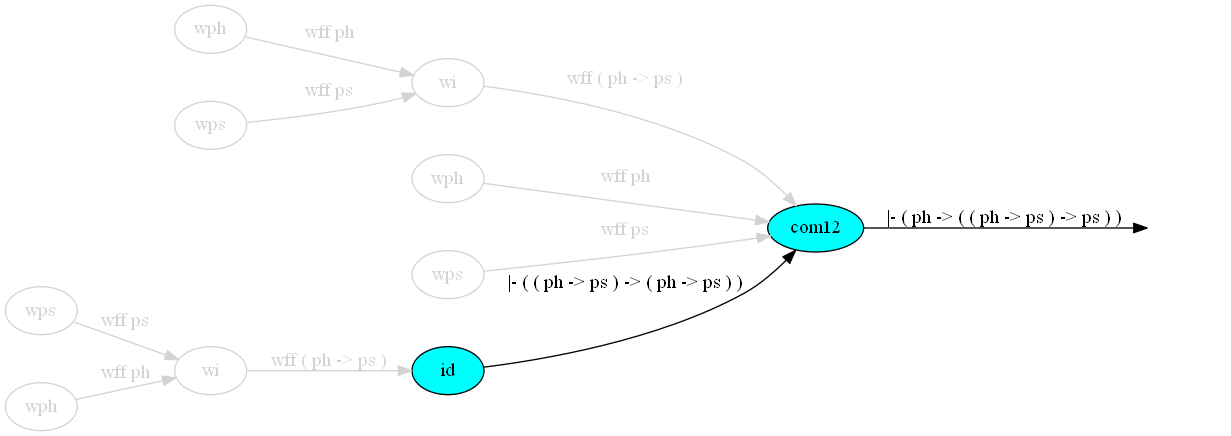 wph
wff ph
wi
wff ( ph -> ps )
wff ps
wps
wph
wff ph
com12
|- ( ph -> ( ( ph -> ps ) -> ps ) )
wff ps
wps
|- ( ( ph -> ps ) -> ( ph -> ps ) )
wps
wff ps
wi
wff ( ph -> ps )
id
wff ph
wph